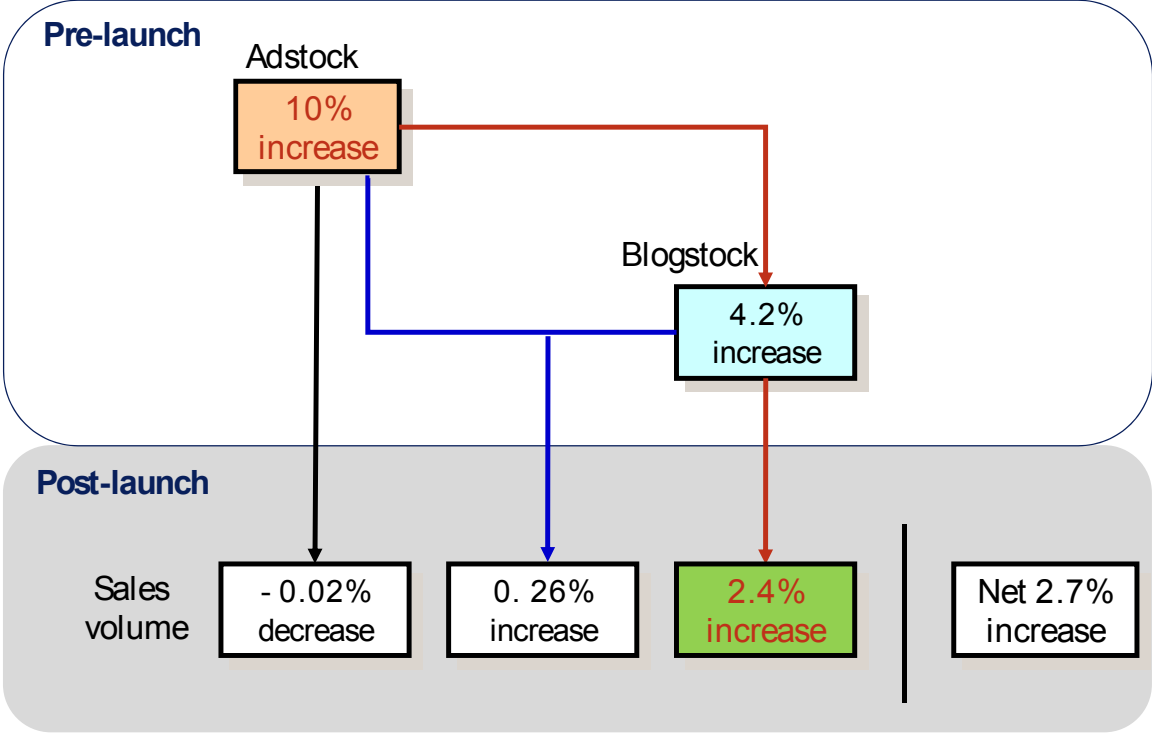 Pre-launch
Adstock
10%
increase
Blogstock
4.2%
increase
Post-launch
Sales
volume
- 0.02%
decrease
0. 26%
increase
2.4%
increase
Net 2.7%
increase